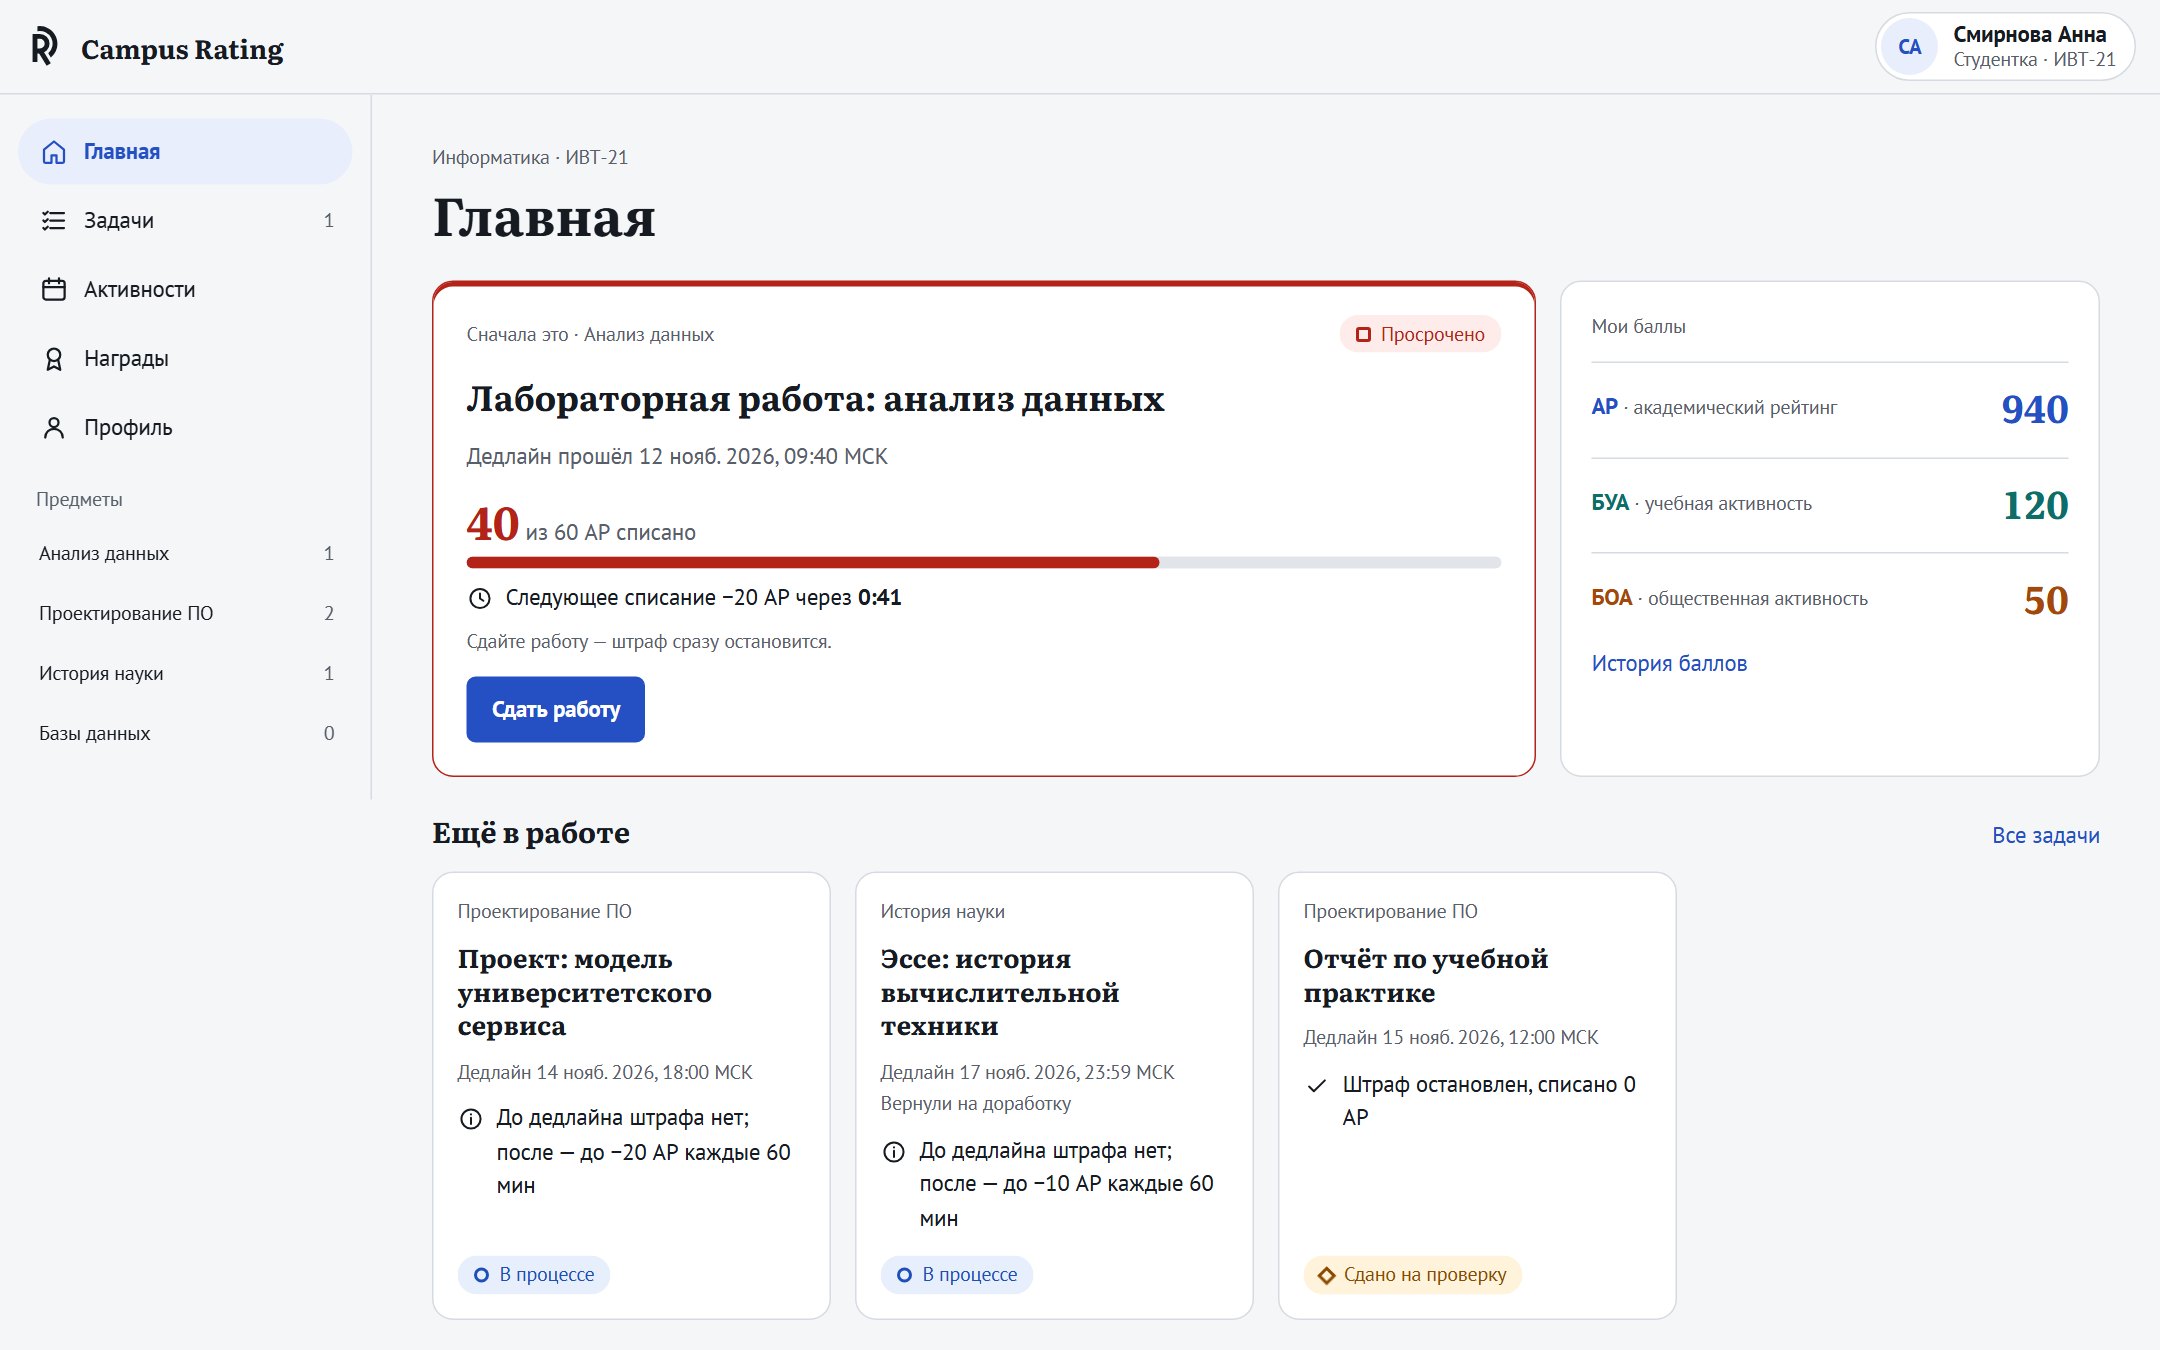 Campus Rating
СА
Смирнова Анна
Студентка · ИВТ-21
Главная
Задачи 1
Активности
Награды
Профиль
Предметы
Анализ данных 1
Проектирование ПО 2
История науки 1
Базы данных 0
Информатика · ИВТ-21
Главная
Сначала это · Анализ данных
Просрочено
Лабораторная работа: анализ данных
Дедлайн прошёл 12 нояб. 2026, 09:40 МСК
40 из 60 АР списано
Следующее списание −20 АР через 0:41
Сдайте работу — штраф сразу остановится.
Сдать работу
Мои баллы
АР · академический рейтинг 940
БУА · учебная активность 120
БОА · общественная активность 50
История баллов
Ещё в работе
Все задачи
Проектирование ПО
Проект: модель
университетского
сервиса
Дедлайн 14 нояб. 2026, 18:00 МСК
До дедлайна штрафа нет;
после — до −20 АР каждые 60
мин
В процессе
История науки
Эссе: история
вычислительной
техники
Дедлайн 17 нояб. 2026, 23:59 МСК
Вернули на доработку
До дедлайна штрафа нет;
после — до −10 АР каждые 60
мин
В процессе
Проектирование ПО
Отчёт по учебной
практике
Дедлайн 15 нояб. 2026, 12:00 МСК
Штраф остановлен, списано 0
АР
Сдано на проверку